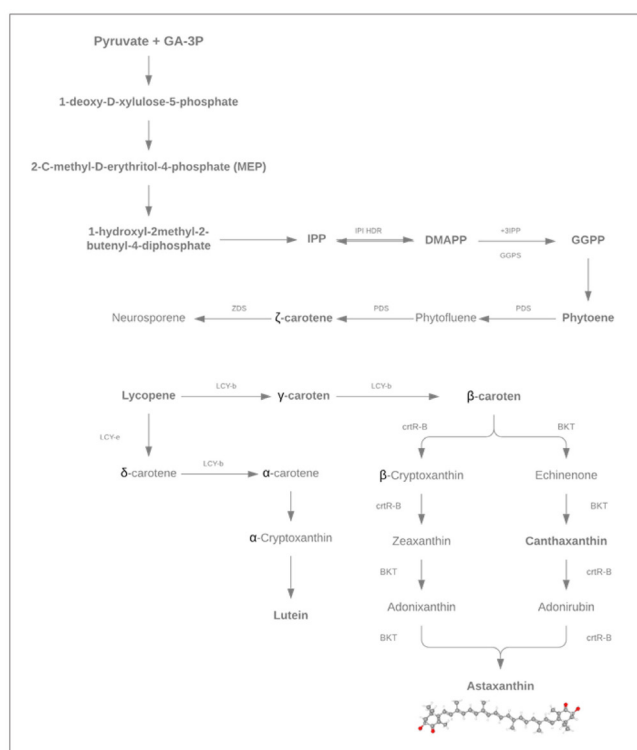 Pyruvate + GA-3P
1-deoxy-D-xylulose-5-phosphate
2-C-methyl-D-erythritol-4-phosphate (MEP)
1-hydroxyl-2methyl-2-
butenyl-4-diphosphate
IPP
IPI HDR
DMAPP
+3IPP
GGPS
GGPP
Neurosporene
ZDS
ζ-carotene
PDS
Phytofluene
PDS
Phytoene
Lycopene
LCY-b
γ-caroten
LCY-b
β-caroten
LCY-e
crtR-B
BKT
δ-carotene
LCY-b
α-carotene
β-Cryptoxanthin
Echinenone
crtR-B
BKT
α-Cryptoxanthin
Zeaxanthin
Canthaxanthin
BKT
crtR-B
Lutein
Adonixanthin
Adonirubin
BKT
crtR-B
Astaxanthin